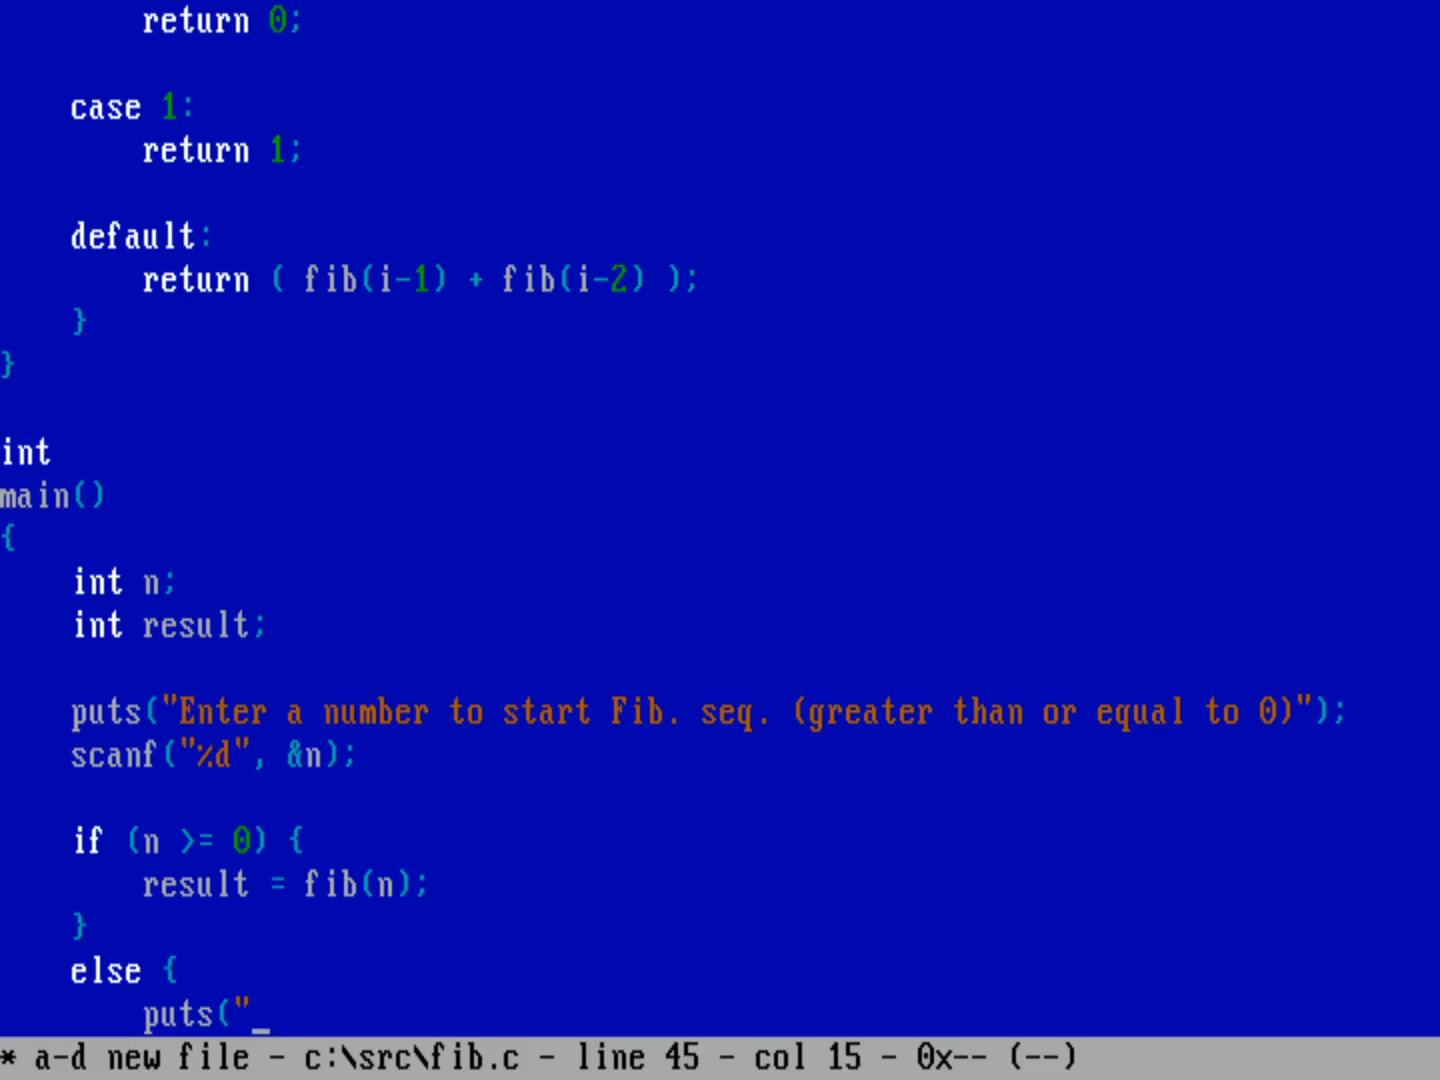 return 0;
case 1:
return 1;
default:
return ( fib(i-1) + fib(i-2) );
}
}
int
main()
{
int n;
int result;
puts("Enter a number to start Fib. seq. (greater than or equal to 0)");
scanf("%d", &n);
if (n >= 0) {
result = fib(n);
}
else {
puts("_
* a-d new file - c:\src\fib.c - line 45 - col 15 - 0x-- (--)